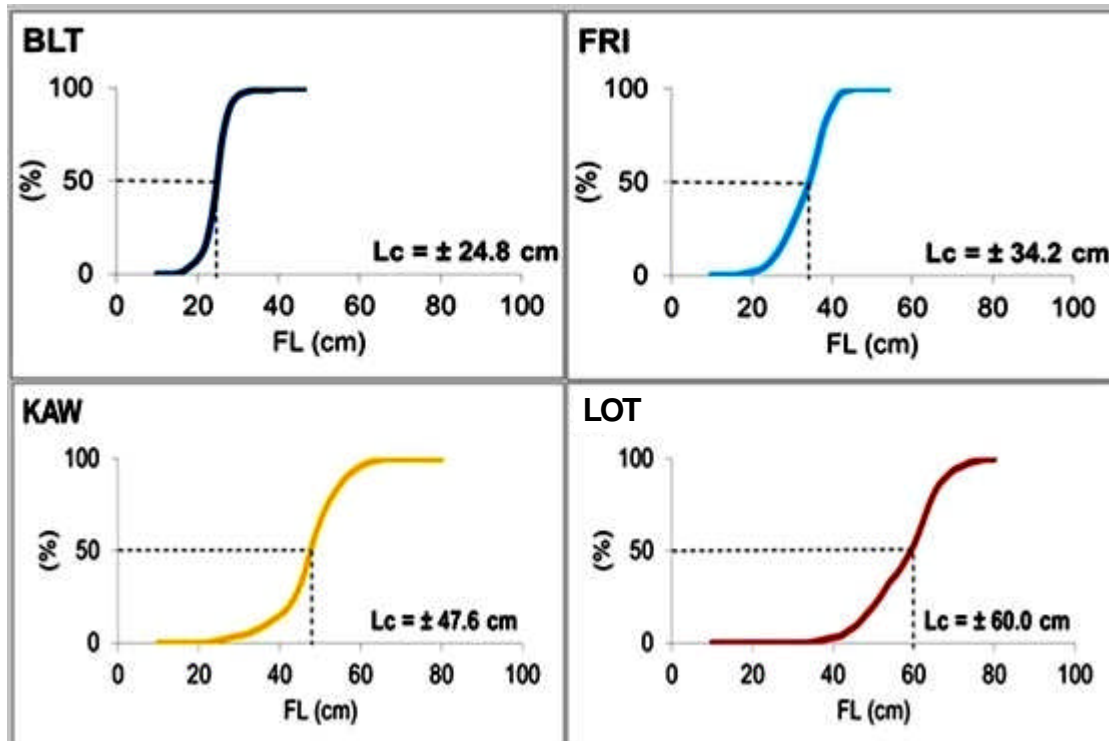 BLT
100
50
0
(%)
0 20 40 60 80 100
FL (cm)
Lc = ± 24.8 cm
FRI
100
50
0
(%)
0 20 40 60 80 100
FL (cm)
Lc = ± 34.2 cm
KAW
100
50
0
(%)
0 20 40 60 80 100
FL (cm)
Lc = ± 47.6 cm
LOT
100
50
0
(%)
0 20 40 60 80 100
FL (cm)
Lc = ± 60.0 cm